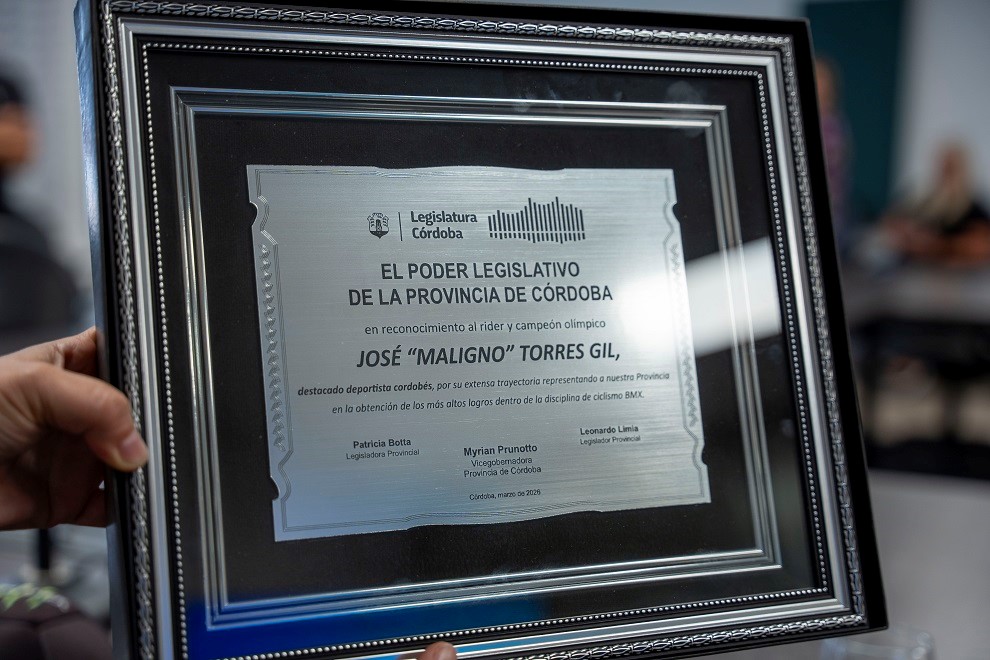 Legislatura
Córdoba
EL PODER LEGISLATIVO
DE LA PROVINCIA DE CÓRDOBA
en reconocimiento al rider y campeón olímpico
JOSÉ “MALIGNO” TORRES GIL,
destacado deportista cordobés, por su extensa trayectoria representando a nuestra Provincia
en la obtención de los más altos logros dentro de la disciplina de ciclismo BMX.
Patricia Botta
Legisladora Provincial
Myrian Prunotto
Vicegobernadora
Provincia de Córdoba
Leonardo Limia
Legislador Provincial
Córdoba, marzo de 2026